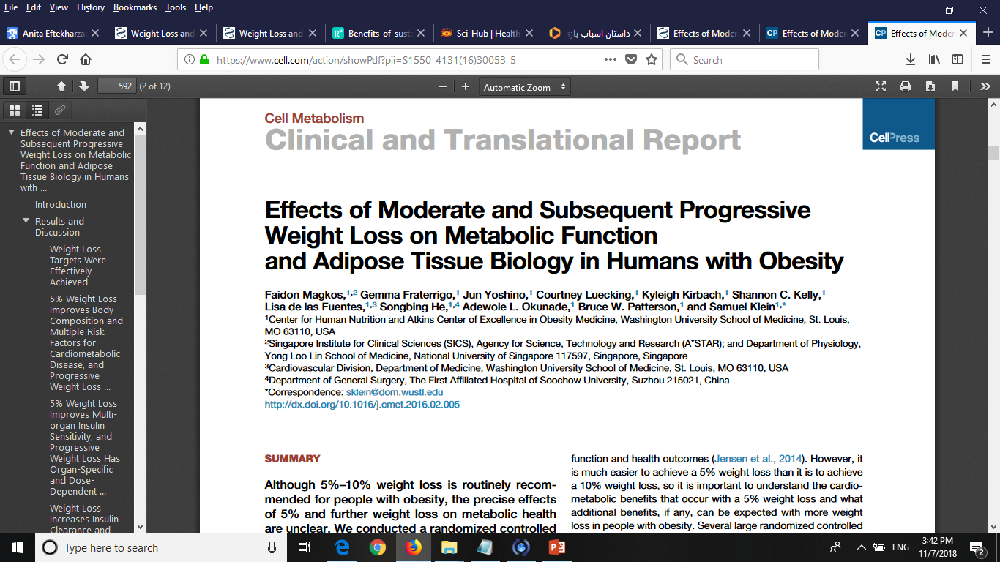 File Edit View History Bookmarks Tools Help
Anita Eftekharza
Weight Loss and
Weight Loss and
Benefits-of-susta
Sci-Hub | Health
داستان اسباب بازی
Effects of Moder
Effects of Moder
Effects of Moder
https://www.cell.com/action/showPdf?pii=S1550-4131(16)30053-5
Search
592 (2 of 12)
Automatic Zoom
Effects of Moderate and
Subsequent Progressive
Weight Loss on Metabolic
Function and Adipose
Tissue Biology in Humans
with ...
Introduction
Results and
Discussion
Weight Loss
Targets Were
Effectively
Achieved
5% Weight Loss
Improves Body
Composition and
Multiple Risk
Factors for
Cardiometabolic
Disease, and
Progressive
Weight Loss ...
5% Weight Loss
Improves Multi-
organ Insulin
Sensitivity, and
Progressive
Weight Loss Has
Organ-Specific
and Dose-
Dependent ...
Weight Loss
Increases Insulin
Clearance and
Cell Metabolism
Clinical and Translational Report
CellPress
Effects of Moderate and Subsequent Progressive
Weight Loss on Metabolic Function
and Adipose Tissue Biology in Humans with Obesity
Faidon Magkos,1,2 Gemma Fraterrigo,1 Jun Yoshino,1 Courtney Luecking,1 Kyleigh Kirbach,1 Shannon C. Kelly,1
Lisa de las Fuentes,1,3 Songbing He,1,4 Adewole L. Okunade,1 Bruce W. Patterson,1 and Samuel Klein1,*
1Center for Human Nutrition and Atkins Center of Excellence in Obesity Medicine, Washington University School of Medicine, St. Louis,
MO 63110, USA
2Singapore Institute for Clinical Sciences (SICS), Agency for Science, Technology and Research (A*STAR); and Department of Physiology,
Yong Loo Lin School of Medicine, National University of Singapore 117597, Singapore, Singapore
3Cardiovascular Division, Department of Medicine, Washington University School of Medicine, St. Louis, MO 63110, USA
4Department of General Surgery, The First Affiliated Hospital of Soochow University, Suzhou 215021, China
*Correspondence: sklein@dom.wustl.edu
http://dx.doi.org/10.1016/j.cmet.2016.02.005
SUMMARY
Although 5%–10% weight loss is routinely recom-
mended for people with obesity, the precise effects
of 5% and further weight loss on metabolic health
are unclear. We conducted a randomized controlled
function and health outcomes (Jensen et al., 2014). However, it
is much easier to achieve a 5% weight loss than it is to achieve
a 10% weight loss, so it is important to understand the cardio-
metabolic benefits that occur with a 5% weight loss and what
additional benefits, if any, can be expected with more weight
loss in people with obesity. Several large randomized controlled
Type here to search
ENG
3:42 PM
11/7/2018
2